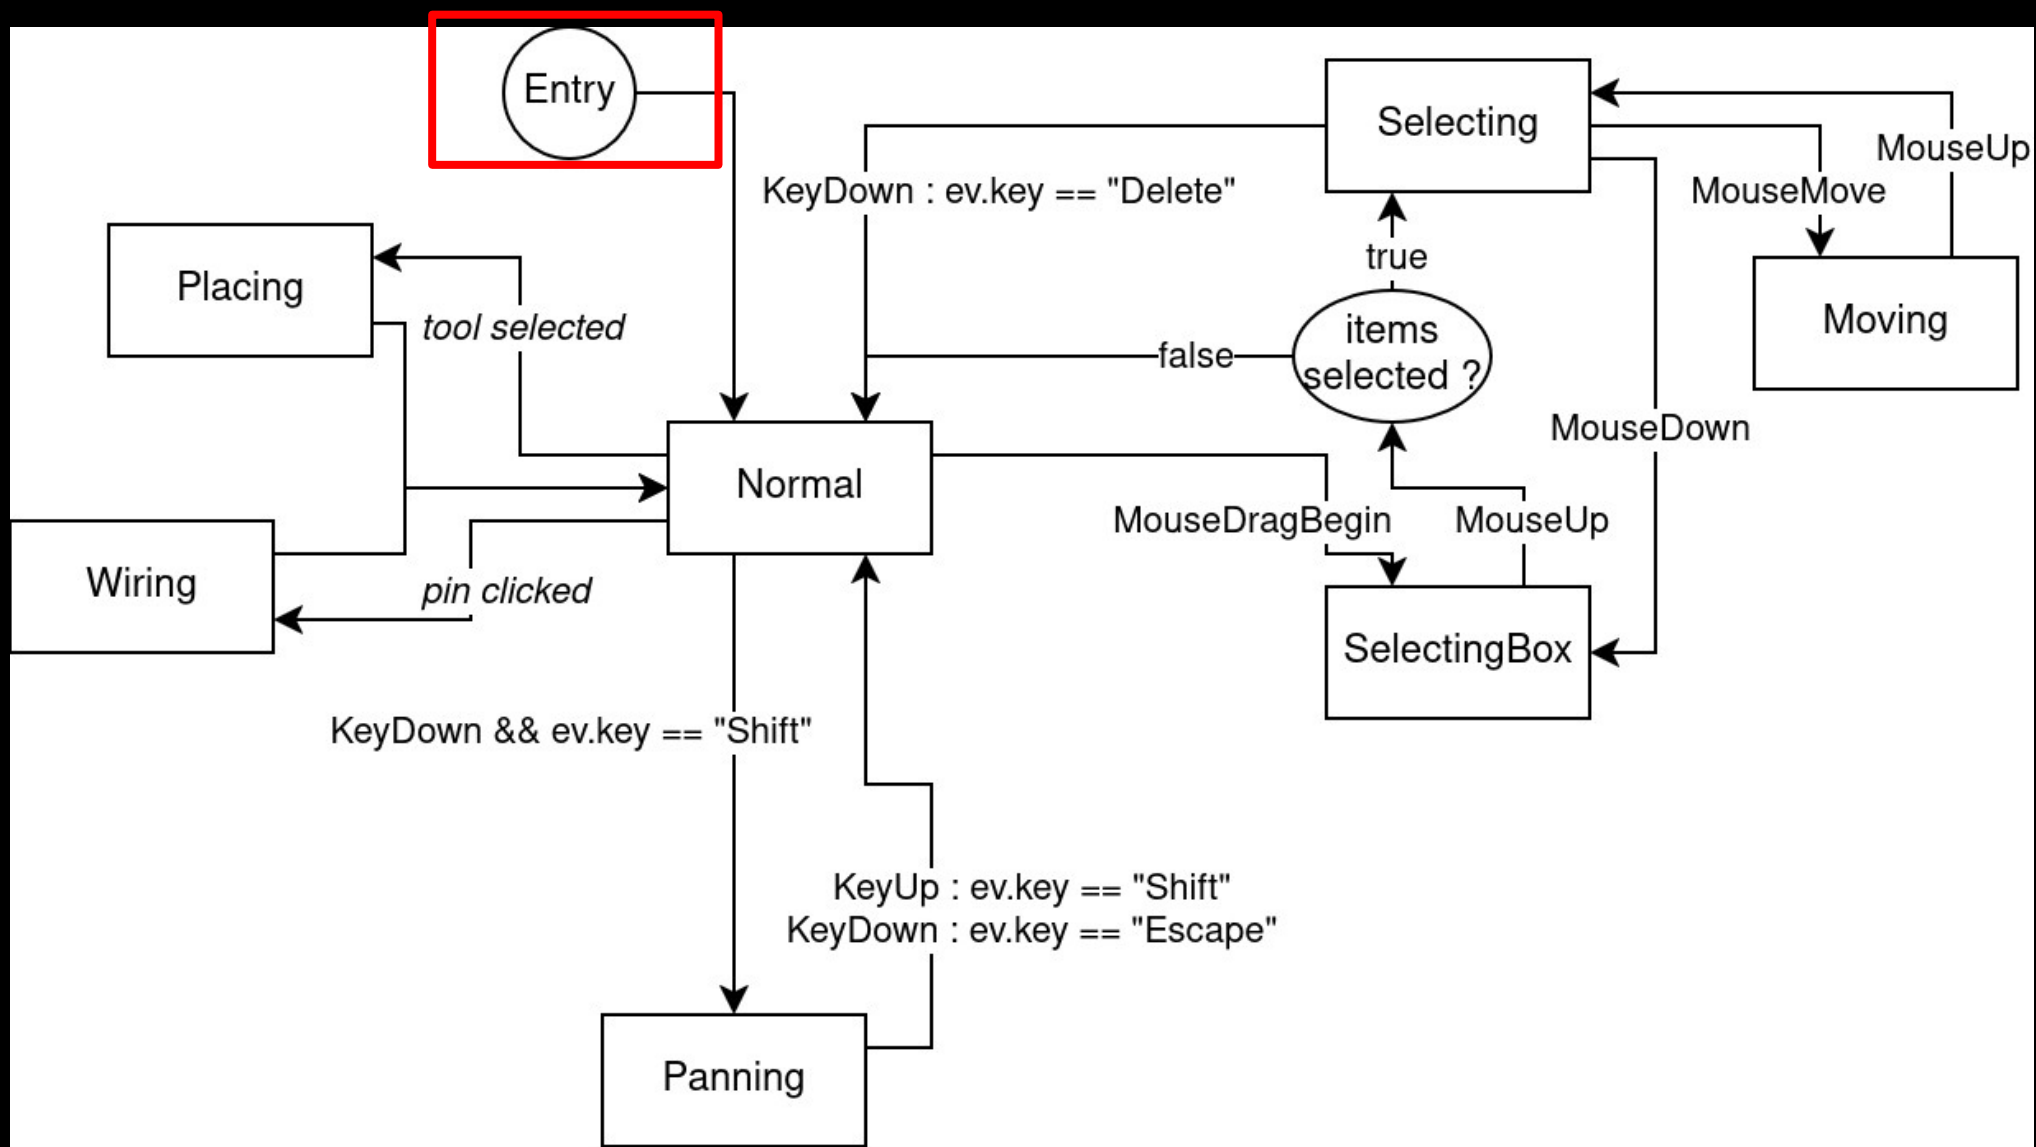 Entry
Selecting
MouseUp
KeyDown : ev.key == "Delete"
MouseMove
Placing
true
tool selected
items
selected ?
false
Moving
MouseDown
Normal
MouseDragBegin
MouseUp
Wiring
pin clicked
SelectingBox
KeyDown && ev.key == "Shift"
KeyUp : ev.key == "Shift"
KeyDown : ev.key == "Escape"
Panning